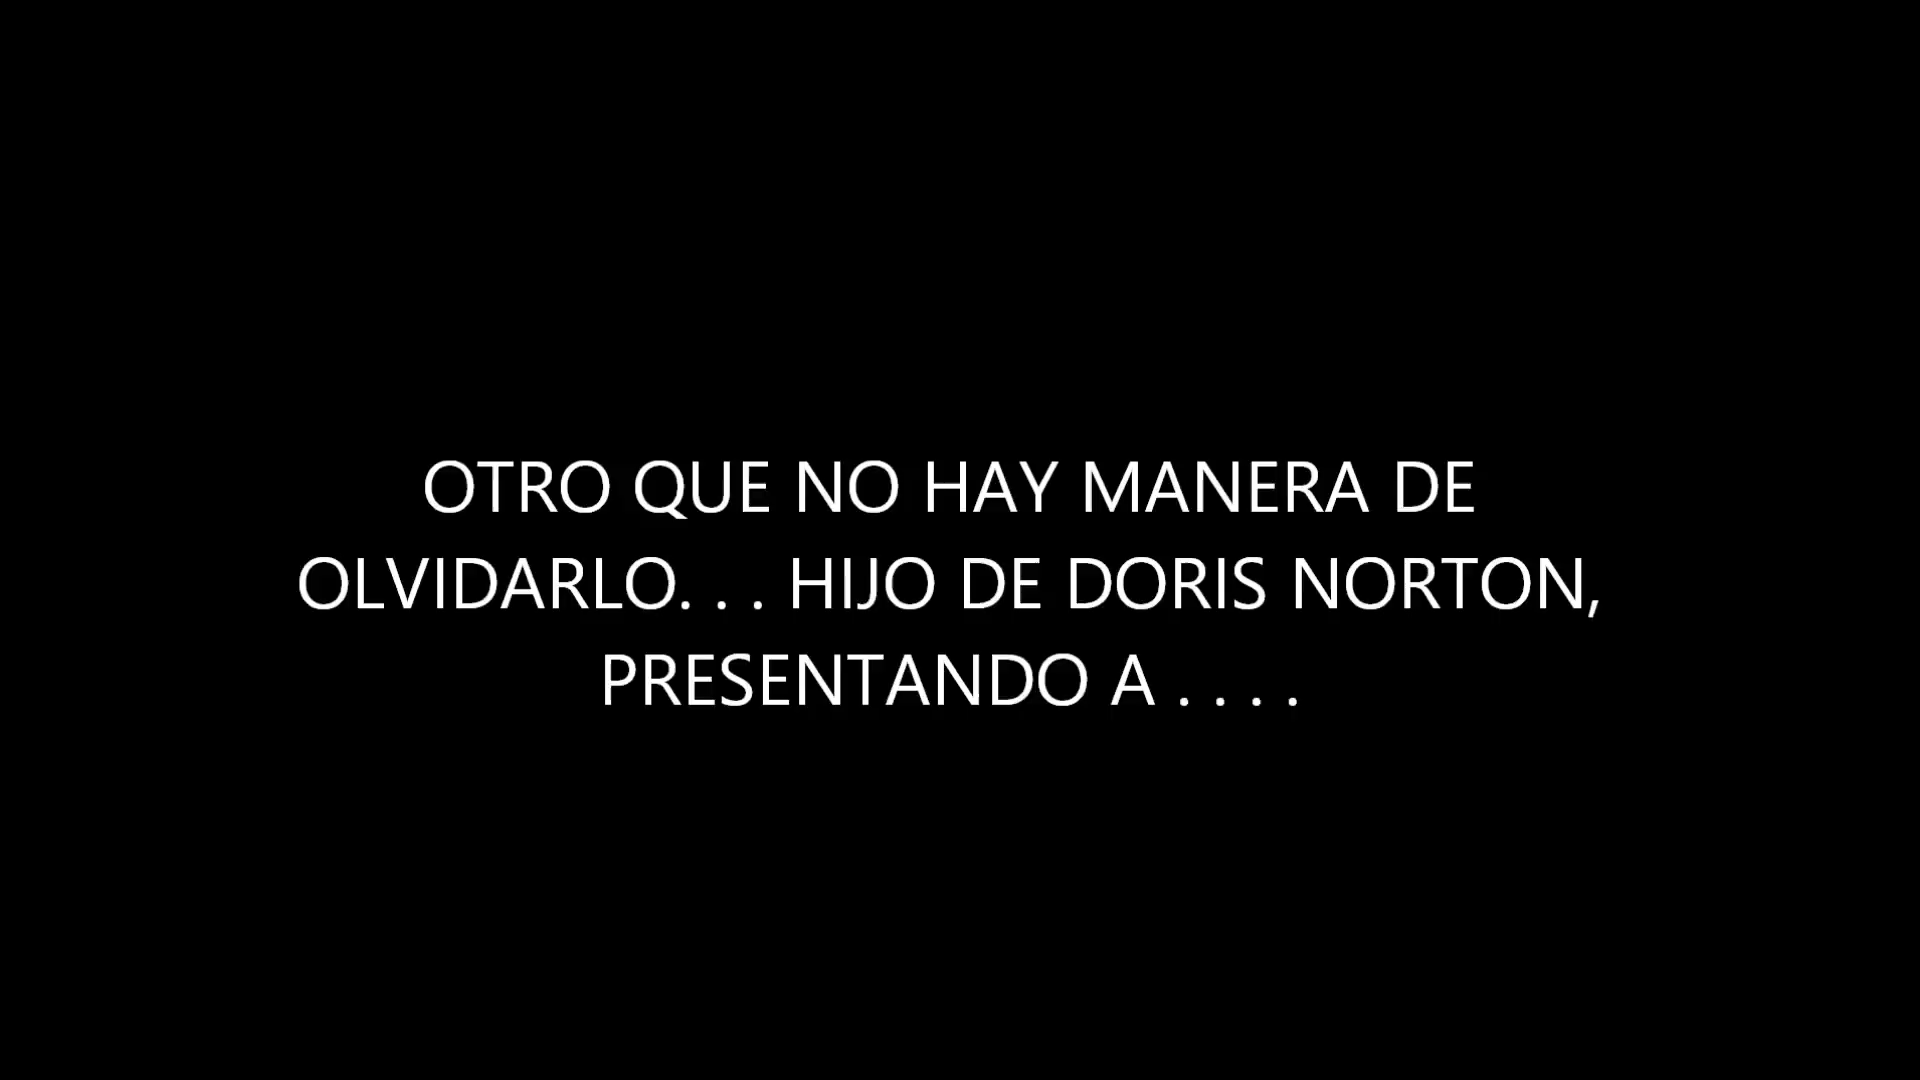 OTRO QUE NO HAY MANERA DE
OLVIDARLO. . . HIJO DE DORIS NORTON,
PRESENTANDO A . . . .